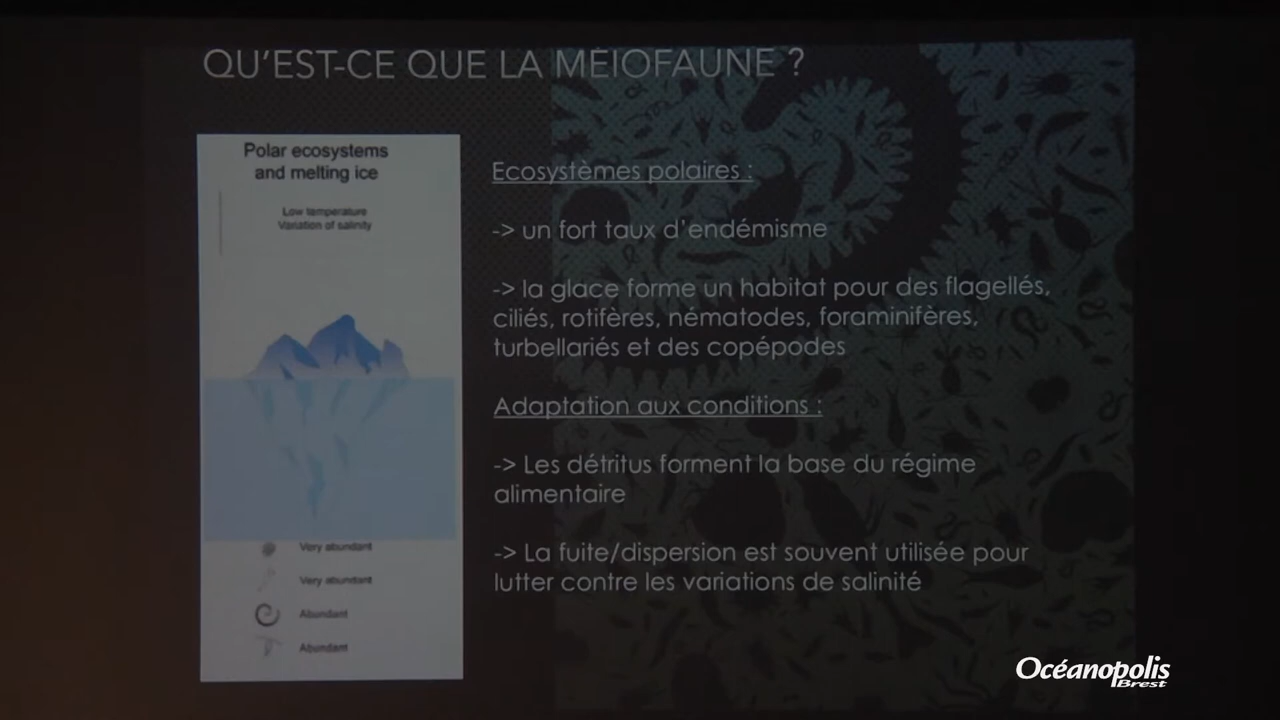 QU'EST-CE QUE LA MÉIOFAUNE ?
Polar ecosystems
and melting ice
Low temperature
Variation of salinity
Very abundant
Very abundant
Abundant
Abundant
Ecosystèmes polaires :
-> un fort taux d'endémisme
-> la glace forme un habitat pour des flagellés,
ciliés, rotifères, nématodes, foraminifères,
turbellariés et des copépodes
Adaptation aux conditions :
-> Les détritus forment la base du régime
alimentaire
-> La fuite/dispersion est souvent utilisée pour
lutter contre les variations de salinité
Océanopolis
Brest